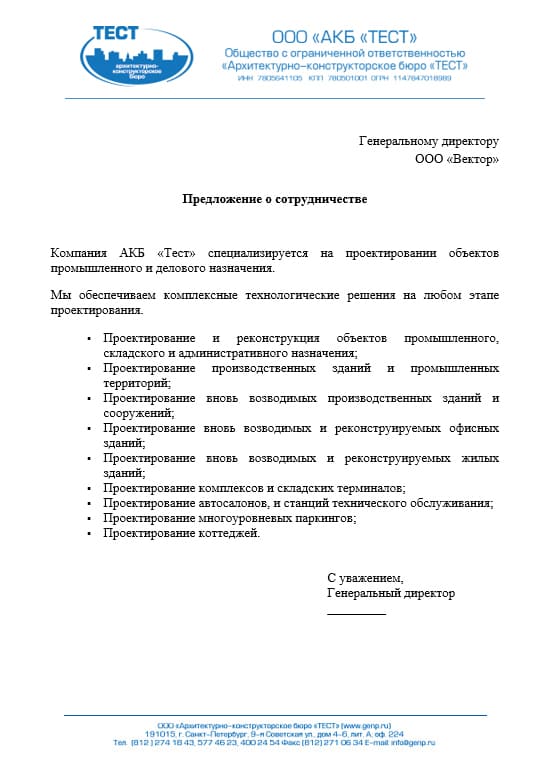 ТЕСТ
архитектурно-
конструкторское
бюро
ООО «АКБ «ТЕСТ»
Общество с ограниченной ответственностью
«Архитектурно-конструкторское бюро «ТЕСТ»
ИНН 7805641105 КПП 780501001 ОГРН 1147847018989
Генеральному директору
ООО «Вектор»
Предложение о сотрудничестве
Компания АКБ «Тест» специализируется на проектировании объектов
промышленного и делового назначения.
Мы обеспечиваем комплексные технологические решения на любом этапе
проектирования.
▪ Проектирование и реконструкция объектов промышленного,
складского и административного назначения;
▪ Проектирование производственных зданий и промышленных
территорий;
▪ Проектирование вновь возводимых производственных зданий и
сооружений;
▪ Проектирование вновь возводимых и реконструируемых офисных
зданий;
▪ Проектирование вновь возводимых и реконструируемых жилых
зданий;
▪ Проектирование комплексов и складских терминалов;
▪ Проектирование автосалонов, и станций технического обслуживания;
▪ Проектирование многоуровневых паркингов;
▪ Проектирование коттеджей.
С уважением,
Генеральный директор
_________
ООО «Архитектурно-конструкторское бюро «ТЕСТ» (www.genp.ru)
191015, г. Санкт-Петербург, 9-я Советская ул., дом 4-6, лит. А, оф. 224
Тел. (812 ) 274 18 43, 577 46 23, 400 24 54 Факс (812) 271 06 34 E-mail: info@genp.ru